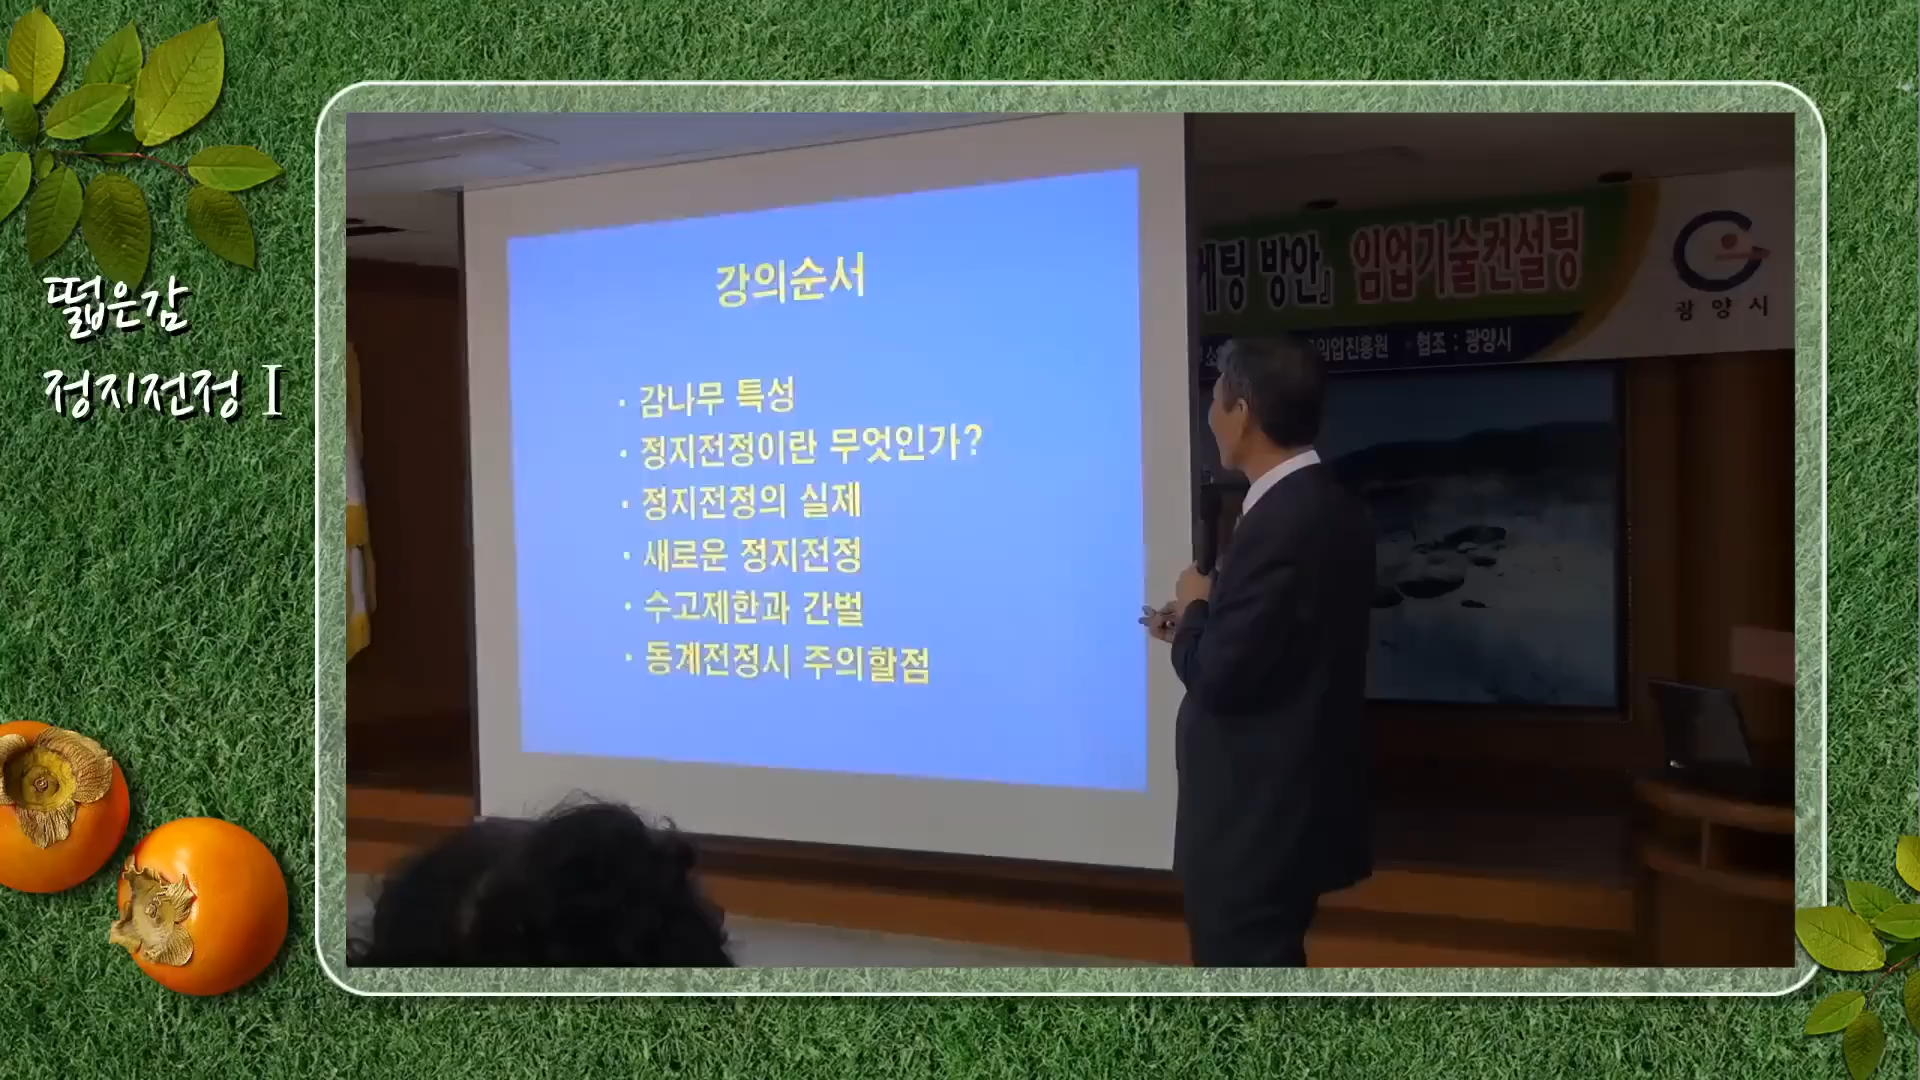 떫은감
정지전정 I
강의순서
· 감나무 특성
· 정지전정이란 무엇인가?
· 정지전정의 실제
· 새로운 정지전정
· 수고제한과 간벌
· 동계전정시 주의할점
방안』 임업기술컨설팅
임업진흥원 · 협조 : 광양시
광양시